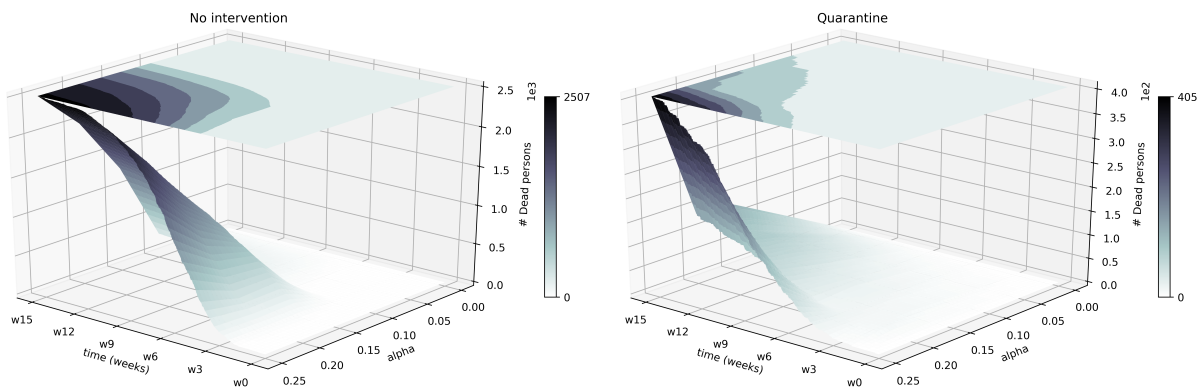 No intervention
1e3
2507
0
# Dead persons
2.5
2.0
1.5
1.0
0.5
0.0
w15
w12
w9
w6
w3
w0
time (weeks)
0.00
0.05
0.10
0.15
0.20
0.25
alpha
Quarantine
1e2
405
0
# Dead persons
4.0
3.5
3.0
2.5
2.0
1.5
1.0
0.5
0.0
w15
w12
w9
w6
w3
w0
time (weeks)
0.00
0.05
0.10
0.15
0.20
0.25
alpha